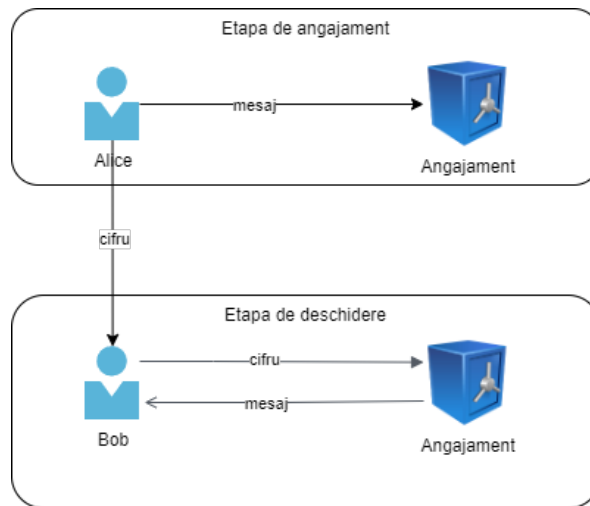 Etapa de angajament
mesaj
Alice
Angajament
cifru
Etapa de deschidere
cifru
mesaj
Bob
Angajament